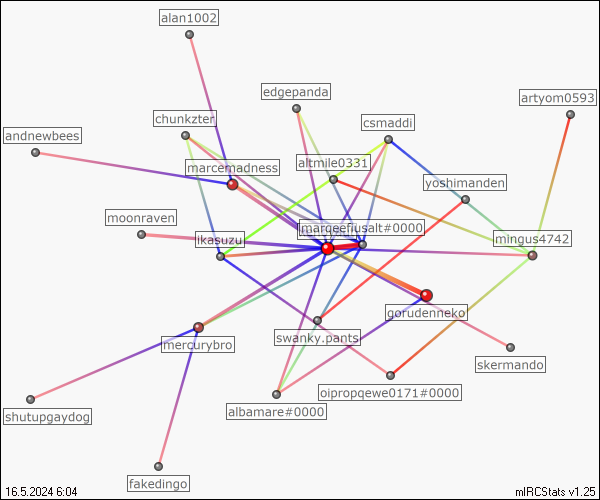 alan1002
edgepanda
artyom0593
chunkzter
csmaddi
andnewbees
altmile0331
marcemadness
yoshimanden
moonraven
marqeefiusalt#0000
ikasuzu
mingus4742
gorudenneko
swanky.pants
mercurybro
skermando
oipropqewe0171#0000
albamare#0000
shutupgaydog
fakedingo
16.5.2024 6:04
mIRCStats v1.25